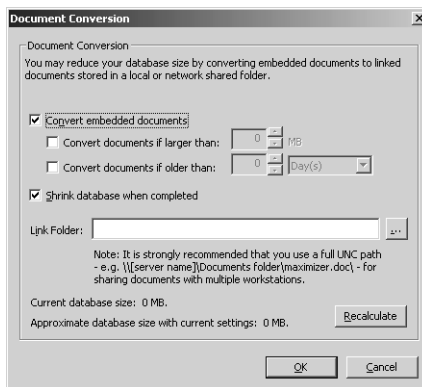 Document Conversion
Document Conversion
You may reduce your database size by converting embedded documents to linked
documents stored in a local or network shared folder.
Convert embedded documents
Convert documents if larger than: 0 MB
Convert documents if older than: 0 Day(s)
Shrink database when completed
Link Folder: ...
Note: It is strongly recommended that you use a full UNC path
- e.g. \\[server name]\Documents folder\maximizer.doc\ - for
sharing documents with multiple workstations.
Current database size: 0 MB.
Approximate database size with current settings: 0 MB.
Recalculate
OK Cancel